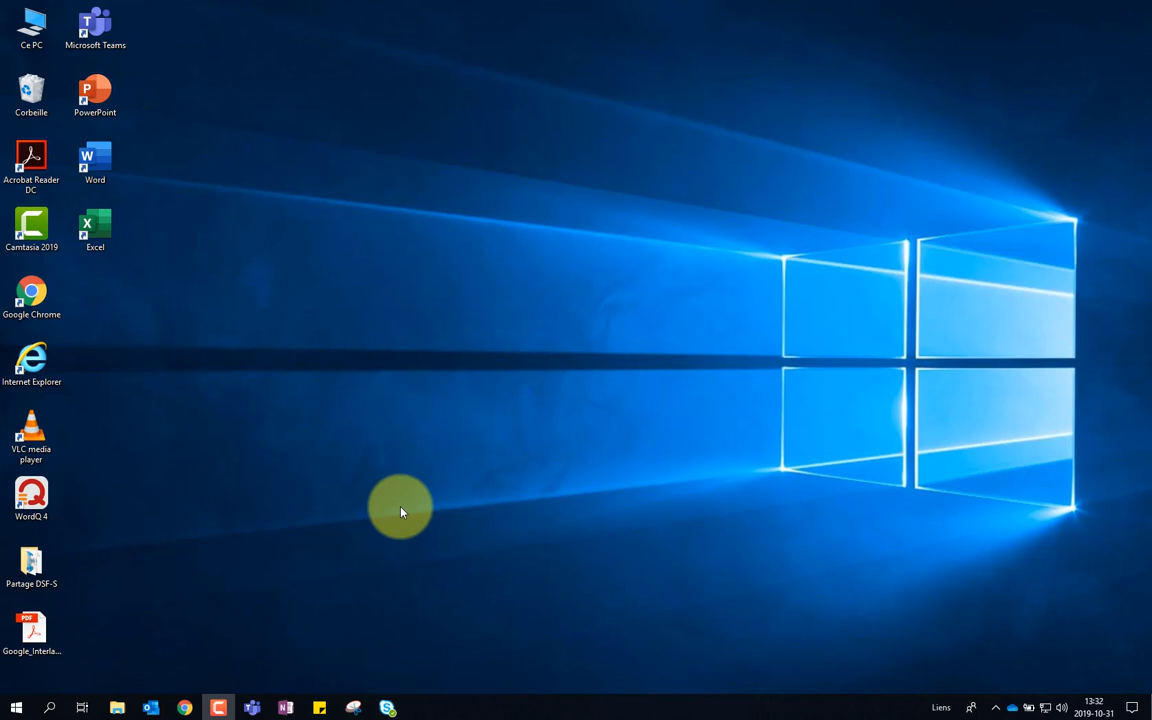 Ce PC
Microsoft Teams
Corbeille
PowerPoint
Acrobat Reader
DC
Word
Camtasia 2019
Excel
Google Chrome
Internet Explorer
VLC media
player
WordQ 4
Partage DSF-S
PDF
Google_Interla...
Liens
13:32
2019-10-31